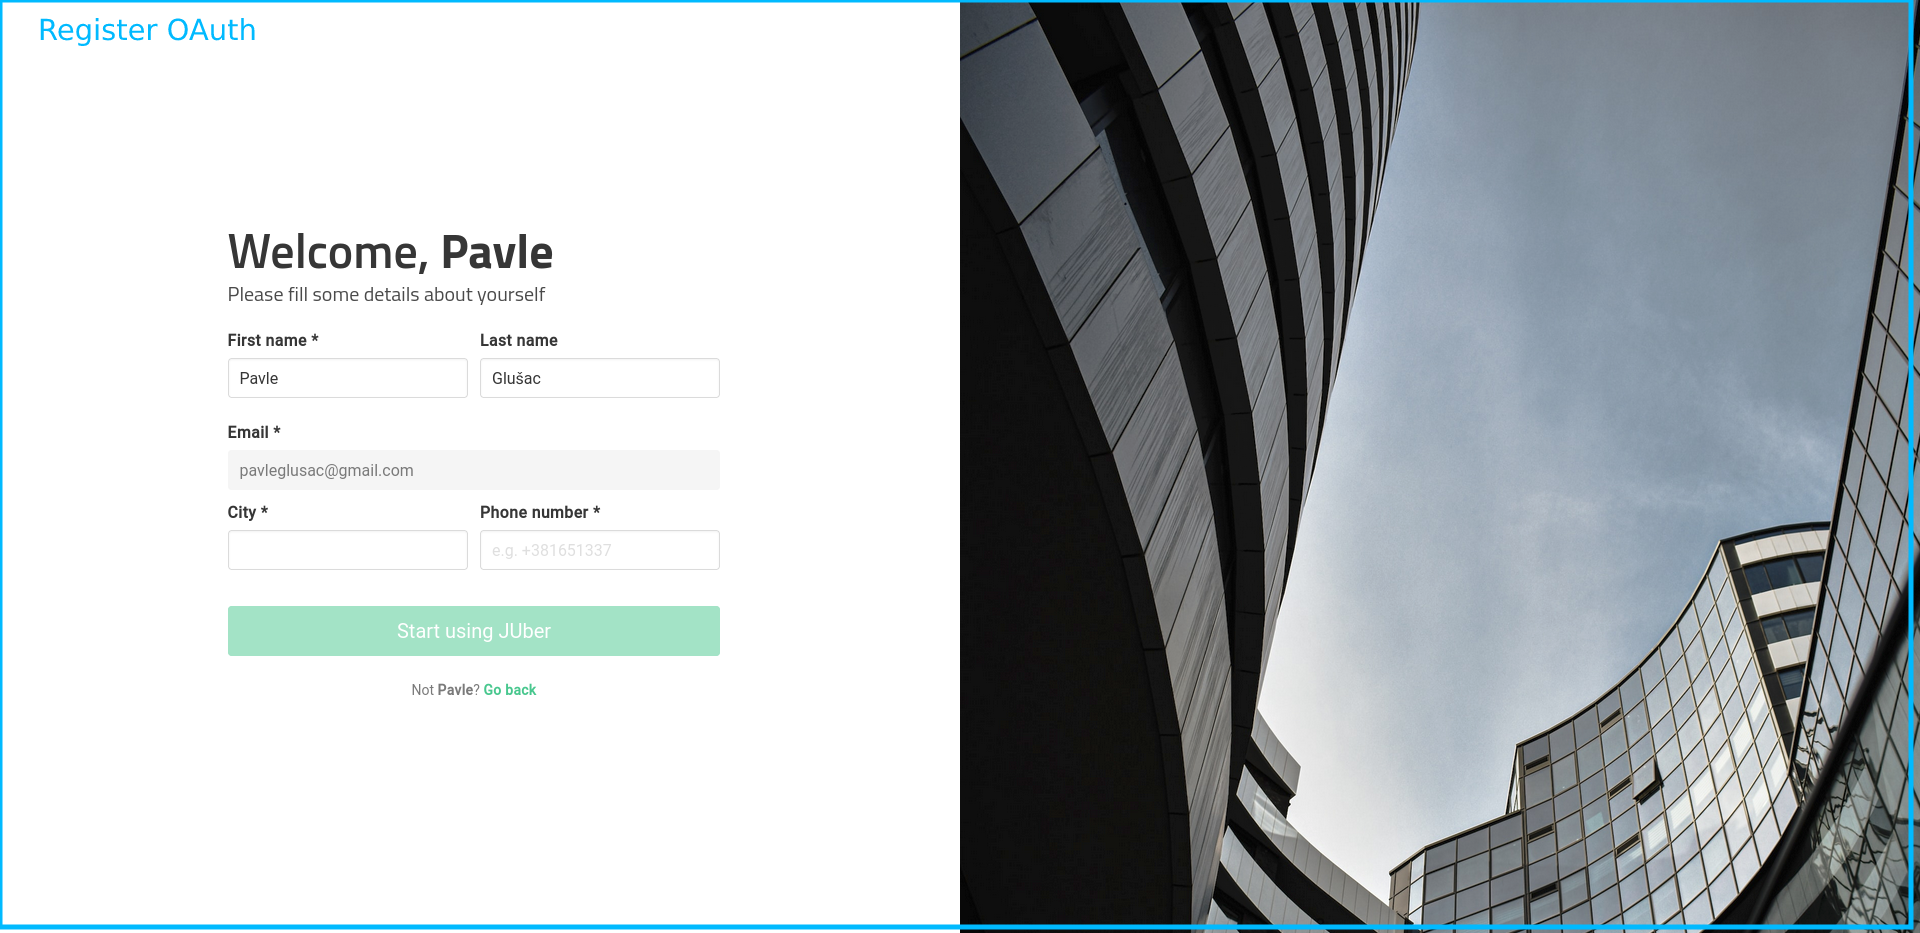 Register OAuth
Welcome, Pavle
Please fill some details about yourself
First name * Last name
Pavle Glušac
Email *
pavleglusac@gmail.com
City * Phone number *
e.g. +381651337
Start using JUber
Not Pavle? Go back